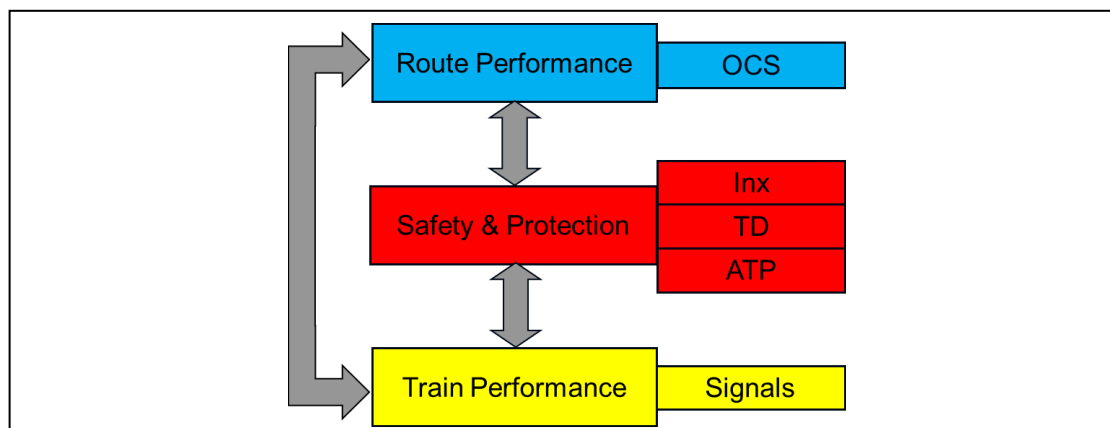 Route Performance
OCS
Safety & Protection
Inx
TD
ATP
Train Performance
Signals